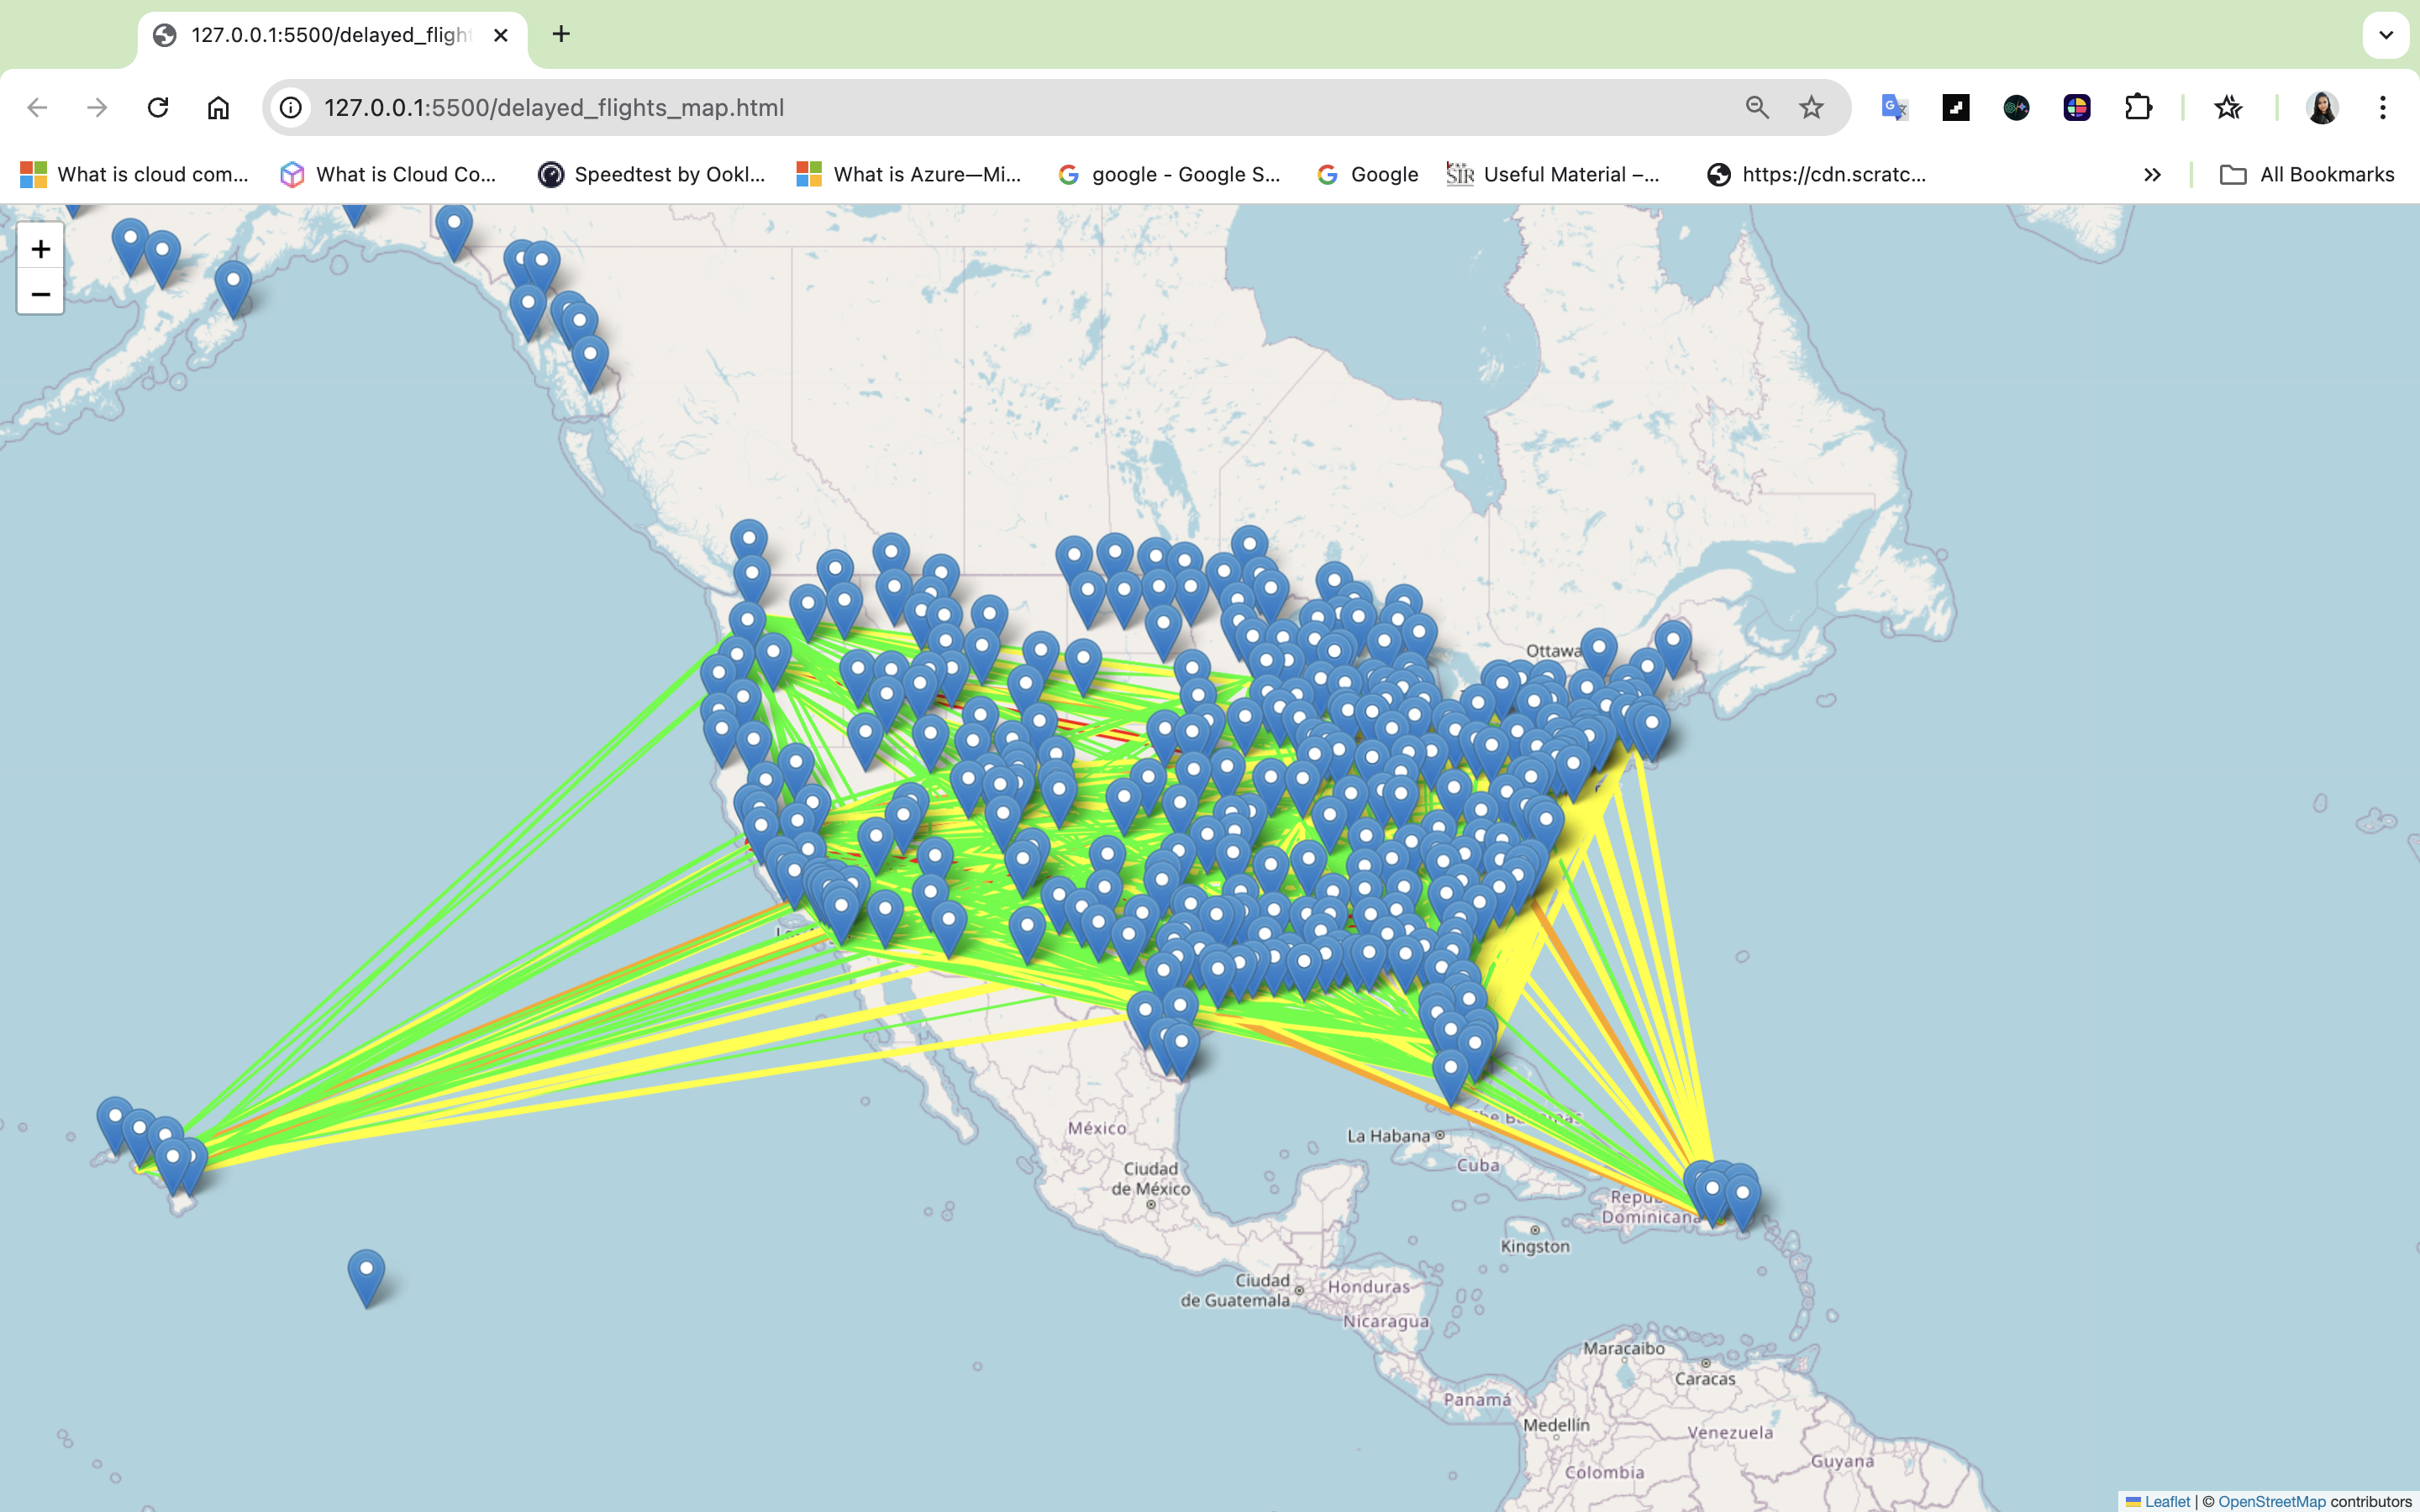 127.0.0.1:5500/delayed_fligh
127.0.0.1:5500/delayed_flights_map.html
What is cloud com...
What is Cloud Co...
Speedtest by Ookl...
What is Azure—Mi...
google - Google S...
Google
Useful Material –...
https://cdn.scratc...
All Bookmarks
+
−
Ottawa
México
Ciudad
de México
La Habana
The Bahamas
Cuba
Dominicana
Kingston
Ciudad
de Guatemala
Honduras
Nicaragua
Maracaibo
Caracas
Panamá
Medellín
Venezuela
Guyana
Colombia
Leaflet | © OpenStreetMap contributors